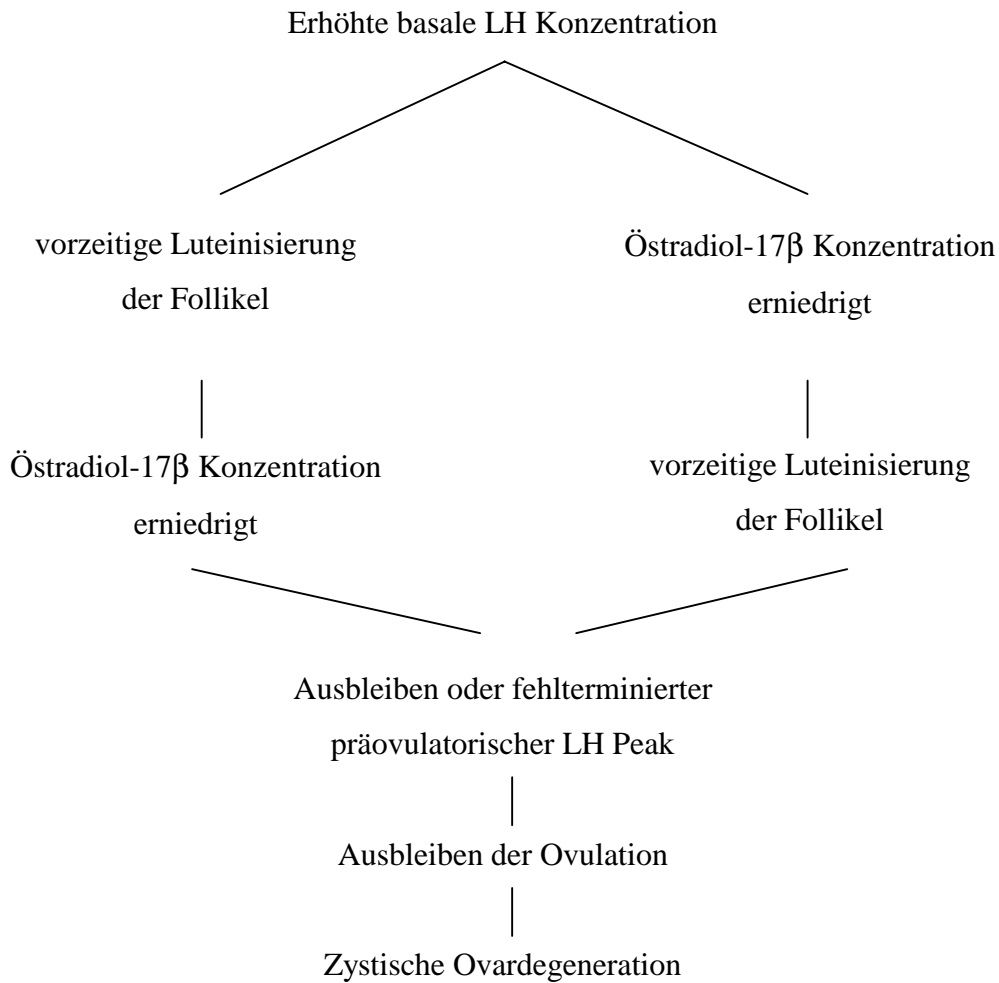 Erhöhte basale LH Konzentration
vorzeitige Luteinisierung
der Follikel
Östradiol-17β Konzentration
erniedrigt
Östradiol-17β Konzentration
erniedrigt
vorzeitige Luteinisierung
der Follikel
Ausbleiben oder fehlterminierter
präovulatorischer LH Peak
Ausbleiben der Ovulation
Zystische Ovardegeneration